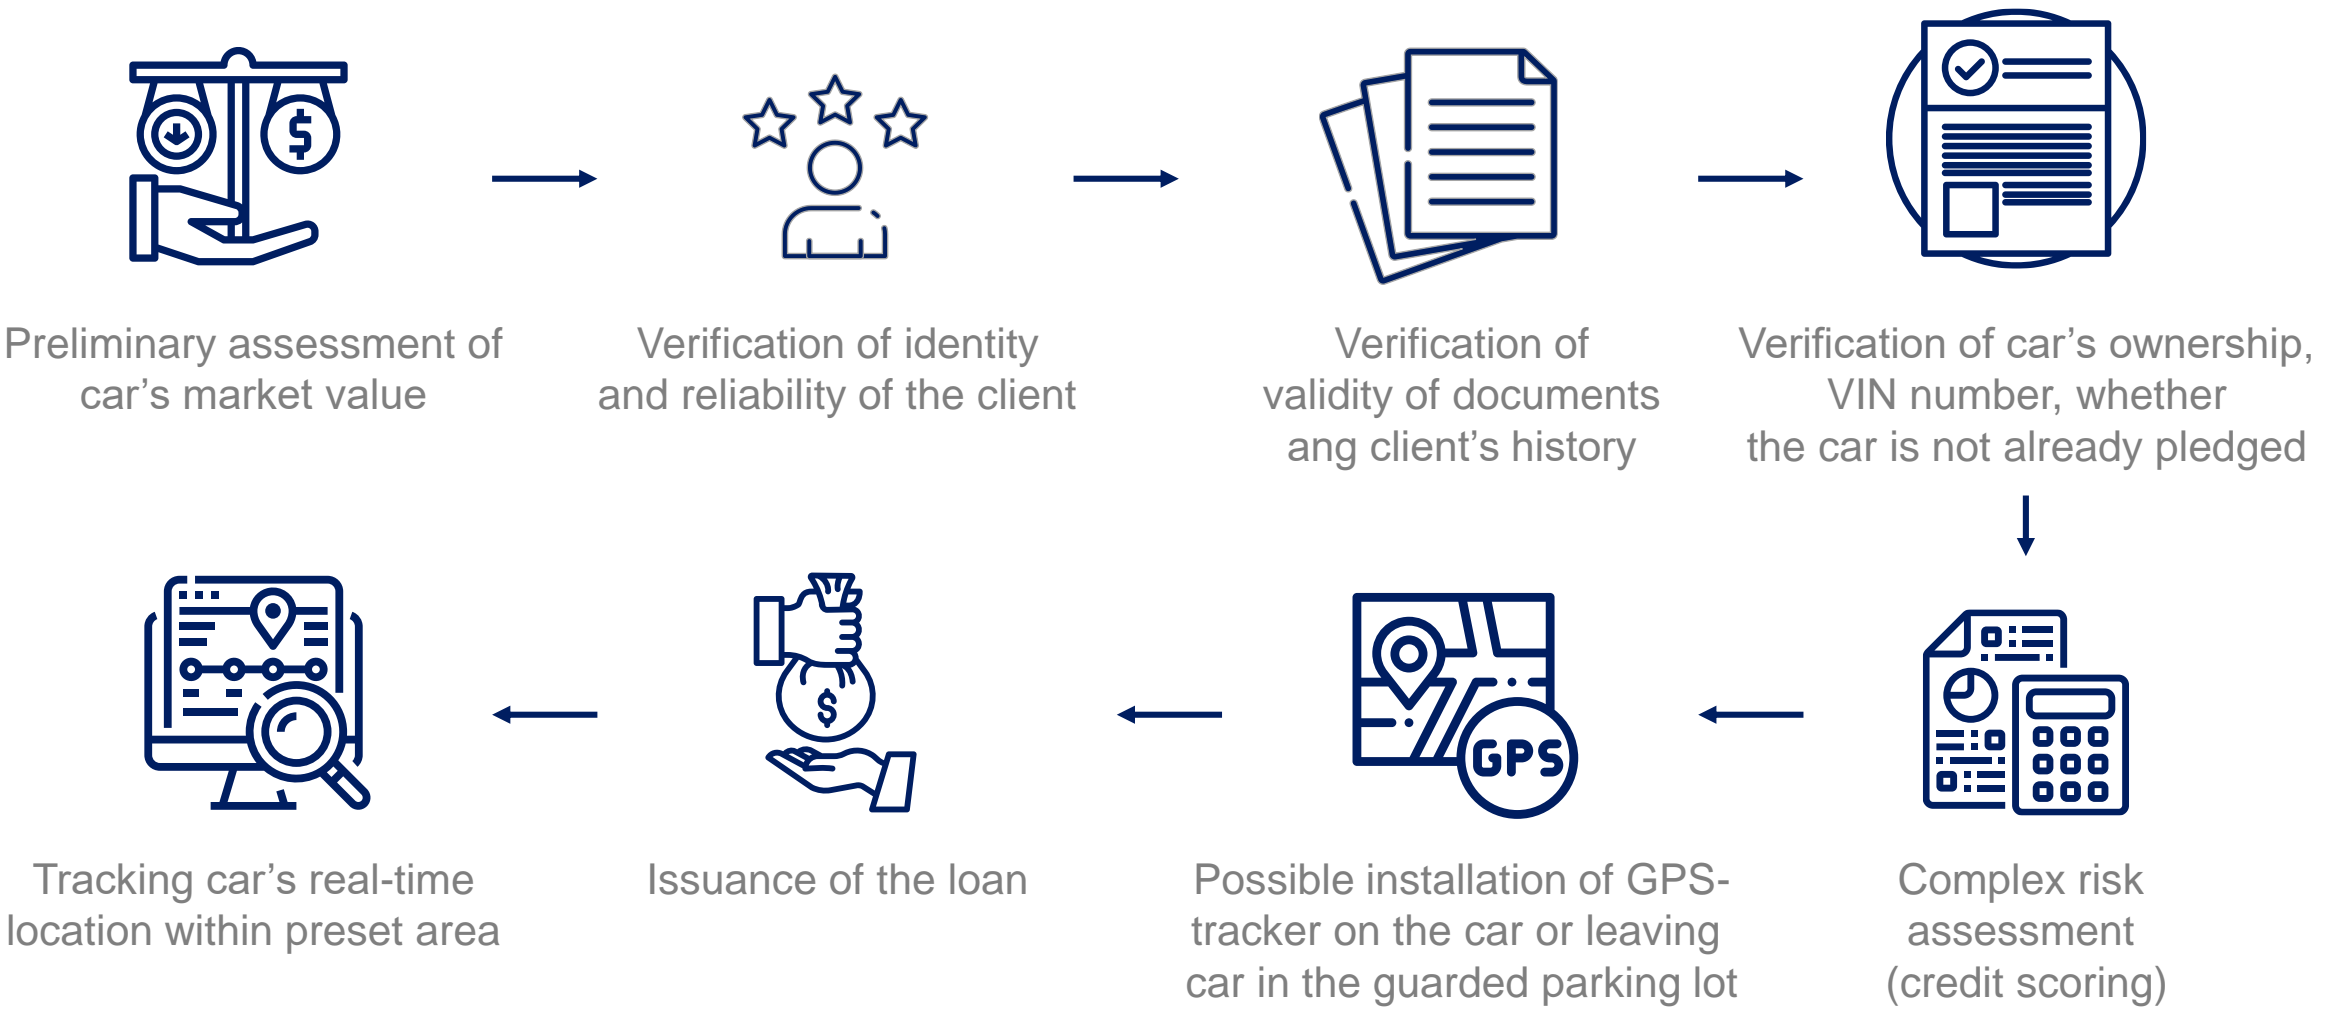 Preliminary assessment of
car’s market value
Verification of identity
and reliability of the client
Verification of
validity of documents
ang client’s history
Verification of car’s ownership,
VIN number, whether
the car is not already pledged
Complex risk
assessment
(credit scoring)
GPS
Possible installation of GPS-
tracker on the car or leaving
car in the guarded parking lot
Issuance of the loan
Tracking car’s real-time
location within preset area